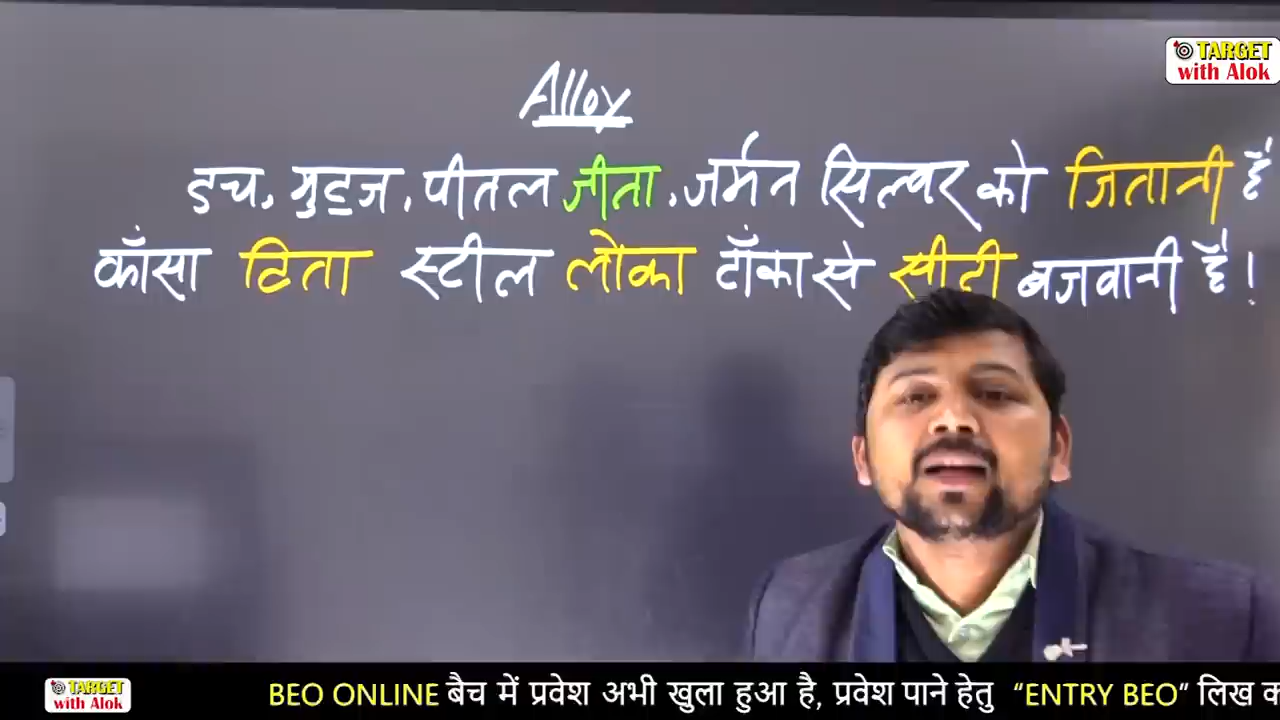 TARGET
with Alok
Alloy
डच, गुडज, पीतल जीता, जर्मन सिल्वर को जितानी है
काँसा टिता स्टील लोका टाँका से सीटी बजवानी है!
TARGET
with Alok
BEO ONLINE बैच में प्रवेश अभी खुला हुआ है, प्रवेश पाने हेतु “ENTRY BEO” लिख